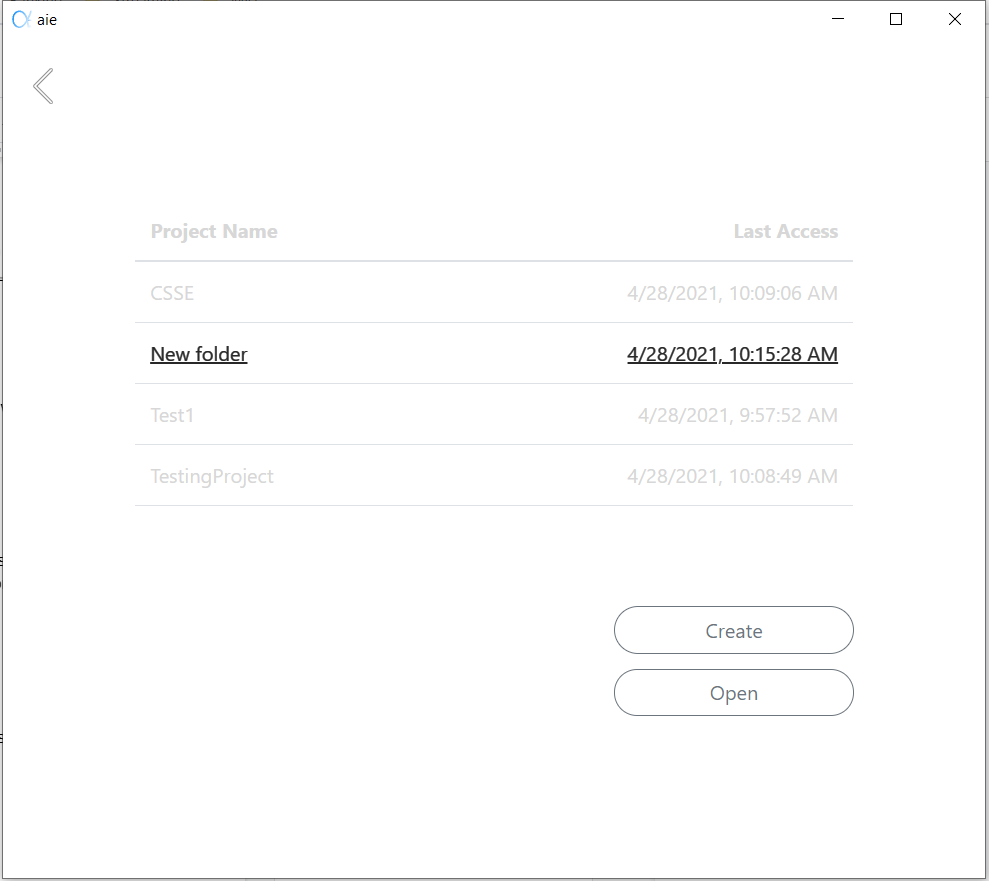 aie
Project Name Last Access
CSSE 4/28/2021, 10:09:06 AM
New folder 4/28/2021, 10:15:28 AM
Test1 4/28/2021, 9:57:52 AM
TestingProject 4/28/2021, 10:08:49 AM
Create
Open